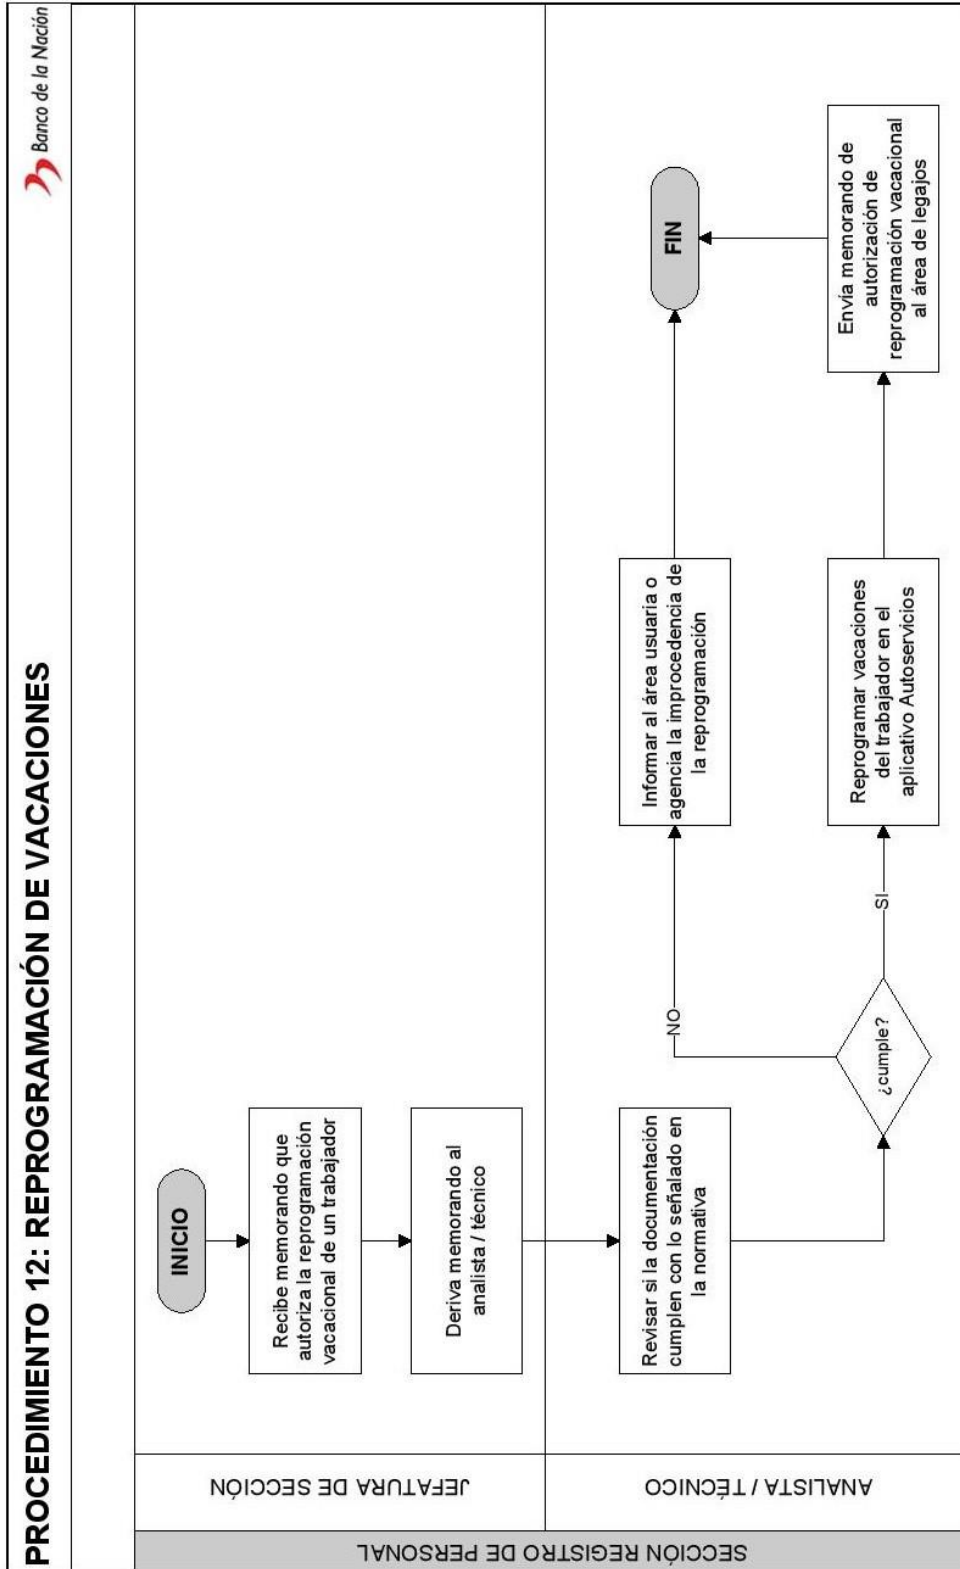 PROCEDIMIENTO 12: REPROGRAMACIÓN DE VACACIONES
Banco de la Nación
SECCIÓN REGISTRO DE PERSONAL
JEFATURA DE SECCIÓN
INICIO
Recibe memorando que
autoriza la reprogramación
vacacional de un trabajador
Deriva memorando al
analista / técnico
ANALISTA / TÉCNICO
Revisar si la documentación
cumplen con lo señalado en
la normativa
¿cumple?
NO
Informar al área usuaria o
agencia la improcedencia de
la reprogramación
SI
Reprogramar vacaciones
del trabajador en el
aplicativo Autoservicios
Envía memorando de
autorización de
reprogramación vacacional
al área de legajos
FIN